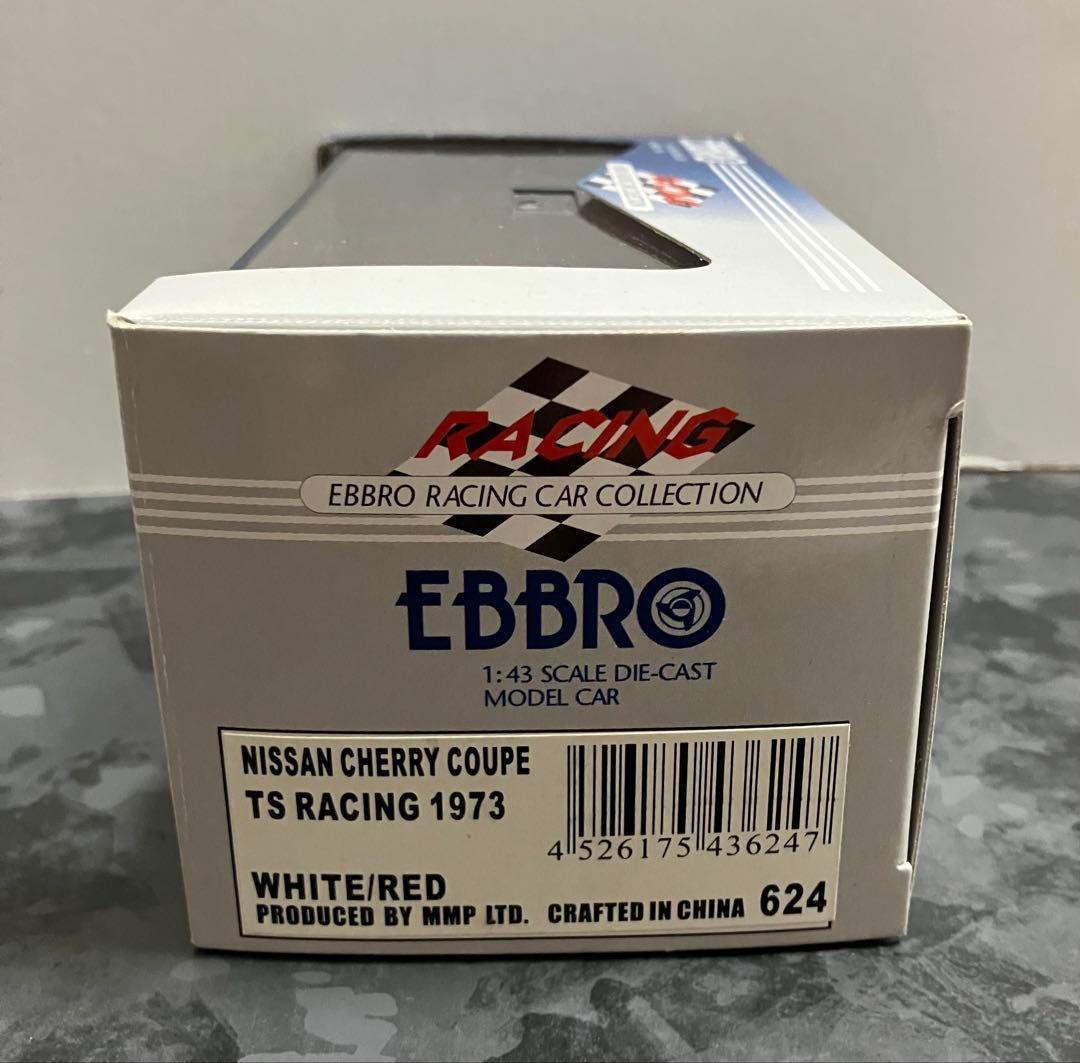 RACING
EBBRO RACING CAR COLLECTION
EBBRO
1:43 SCALE DIE-CAST
MODEL CAR
NISSAN CHERRY COUPE
TS RACING 1973
4 526175 436247
WHITE/RED
PRODUCED BY MMP LTD. CRAFTED IN CHINA 624